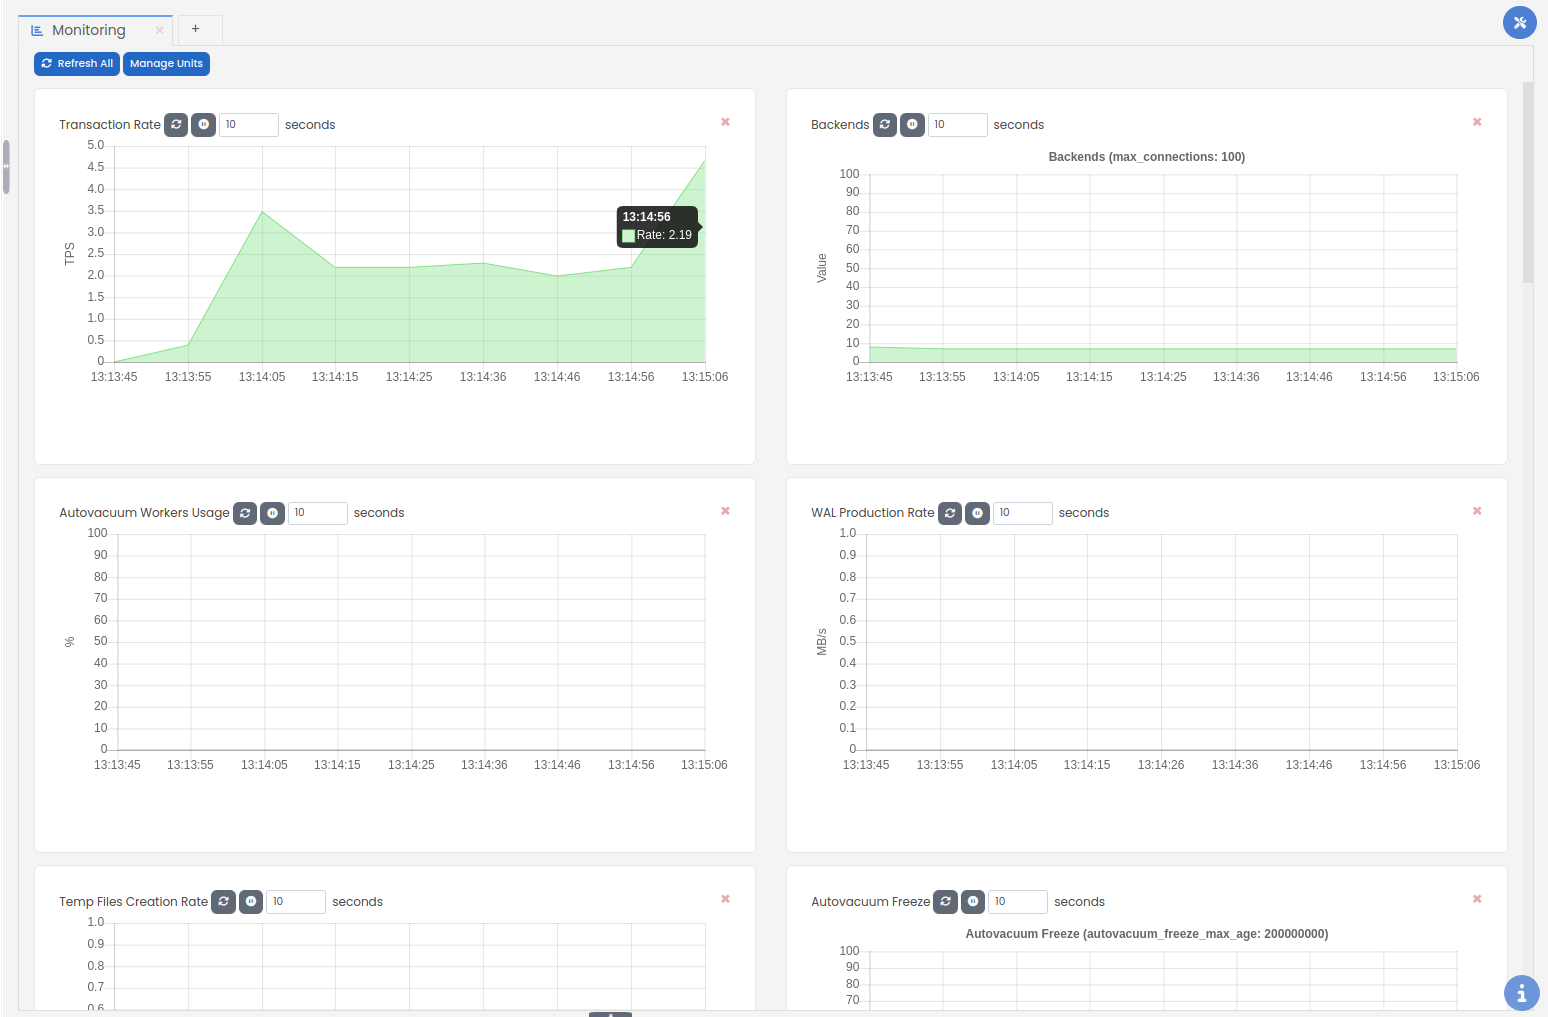 Monitoring
+
Refresh All
Manage Units
Transaction Rate 10 seconds
5.0
4.5
4.0
3.5
3.0
2.5
2.0
1.5
1.0
0.5
0
TPS
13:14:56
Rate: 2.19
13:13:45 13:13:55 13:14:05 13:14:15 13:14:25 13:14:36 13:14:46 13:14:56 13:15:06
Backends 10 seconds
Backends (max_connections: 100)
100
90
80
70
60
50
40
30
20
10
0
Value
13:13:45 13:13:55 13:14:05 13:14:15 13:14:25 13:14:36 13:14:46 13:14:56 13:15:06
Autovacuum Workers Usage 10 seconds
100
90
80
70
60
50
40
30
20
10
0
%
13:13:45 13:13:55 13:14:05 13:14:15 13:14:25 13:14:36 13:14:46 13:14:56 13:15:06
WAL Production Rate 10 seconds
1.0
0.9
0.8
0.7
0.6
0.5
0.4
0.3
0.2
0.1
0
MB/s
13:13:45 13:13:55 13:14:05 13:14:15 13:14:26 13:14:36 13:14:46 13:14:56 13:15:06
Temp Files Creation Rate 10 seconds
1.0
0.9
0.8
0.7
0.6
Autovacuum Freeze 10 seconds
Autovacuum Freeze (autovacuum_freeze_max_age: 200000000)
100
90
80
70